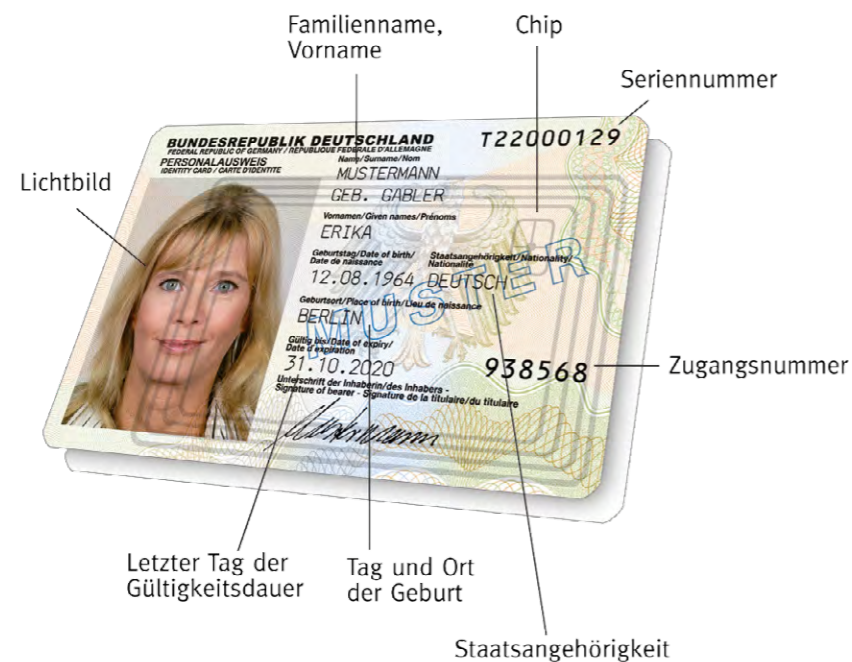 Familienname,
Vorname
Chip
Seriennummer
BUNDESREPUBLIK DEUTSCHLAND
FEDERAL REPUBLIC OF GERMANY / REPUBLIQUE FEDERALE D'ALLEMAGNE
PERSONALAUSWEIS
IDENTITY CARD / CARTE D'IDENTITE
T22000129
Name/Surname/Nom
MUSTERMANN
GEB. GABLER
Lichtbild
Vornamen/Given names/Prénoms
ERIKA
Geburtstag/Date of birth/
Date de naissance
Staatsangehörigkeit/Nationality/
Nationalité
12.08.1964
DEUTSCH
MUSTER
Geburtsort/Place of birth/Lieu de naissance
BERLIN
Gültig bis/Date of expiry/
Date d'expiration
31.10.2020
938568
Zugangsnummer
Unterschrift der Inhaberin/des Inhabers -
Signature of bearer - Signature de la titulaire/du titulaire
Mustermann
Letzter Tag der
Gültigkeitsdauer
Tag und Ort
der Geburt
Staatsangehörigkeit